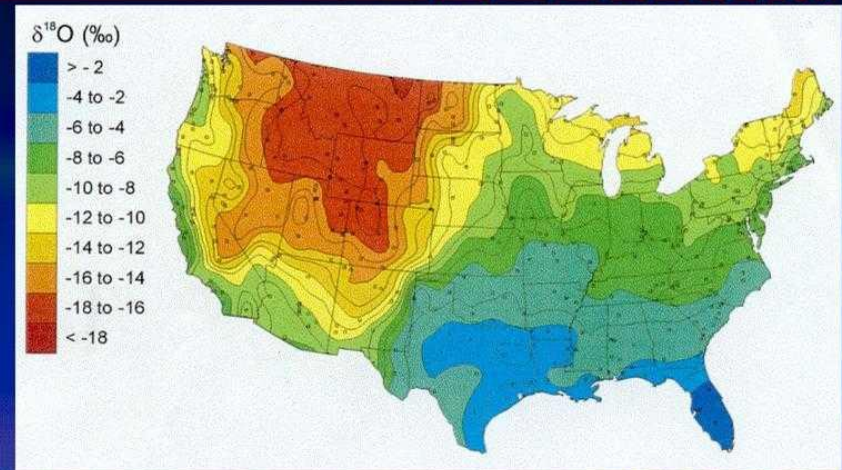 δ¹⁸O (‰)
> - 2
-4 to -2
-6 to -4
-8 to -6
-10 to -8
-12 to -10
-14 to -12
-16 to -14
-18 to -16
< -18